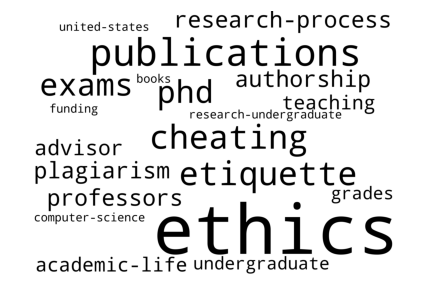 united-states
research-process
publications
exams
books
phd
authorship
funding
teaching
research-undergraduate
cheating
advisor
plagiarism
etiquette
professors
grades
computer-science
ethics
academic-life
undergraduate